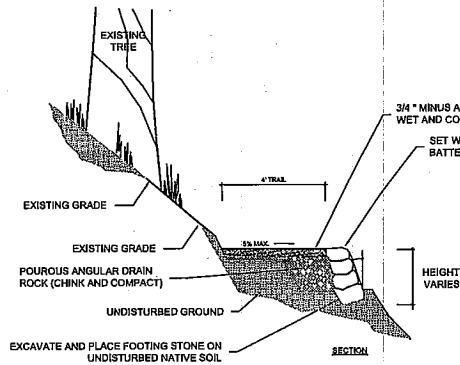 EXISTING
TREE
3/4 " MINUS A
WET AND CO
SET W
BATTE
4' TRAIL
EXISTING GRADE
EXISTING GRADE
5% MAX.
POUROUS ANGULAR DRAIN
ROCK (CHINK AND COMPACT)
HEIGHT
VARIES
UNDISTURBED GROUND
EXCAVATE AND PLACE FOOTING STONE ON
UNDISTURBED NATIVE SOIL
SECTION